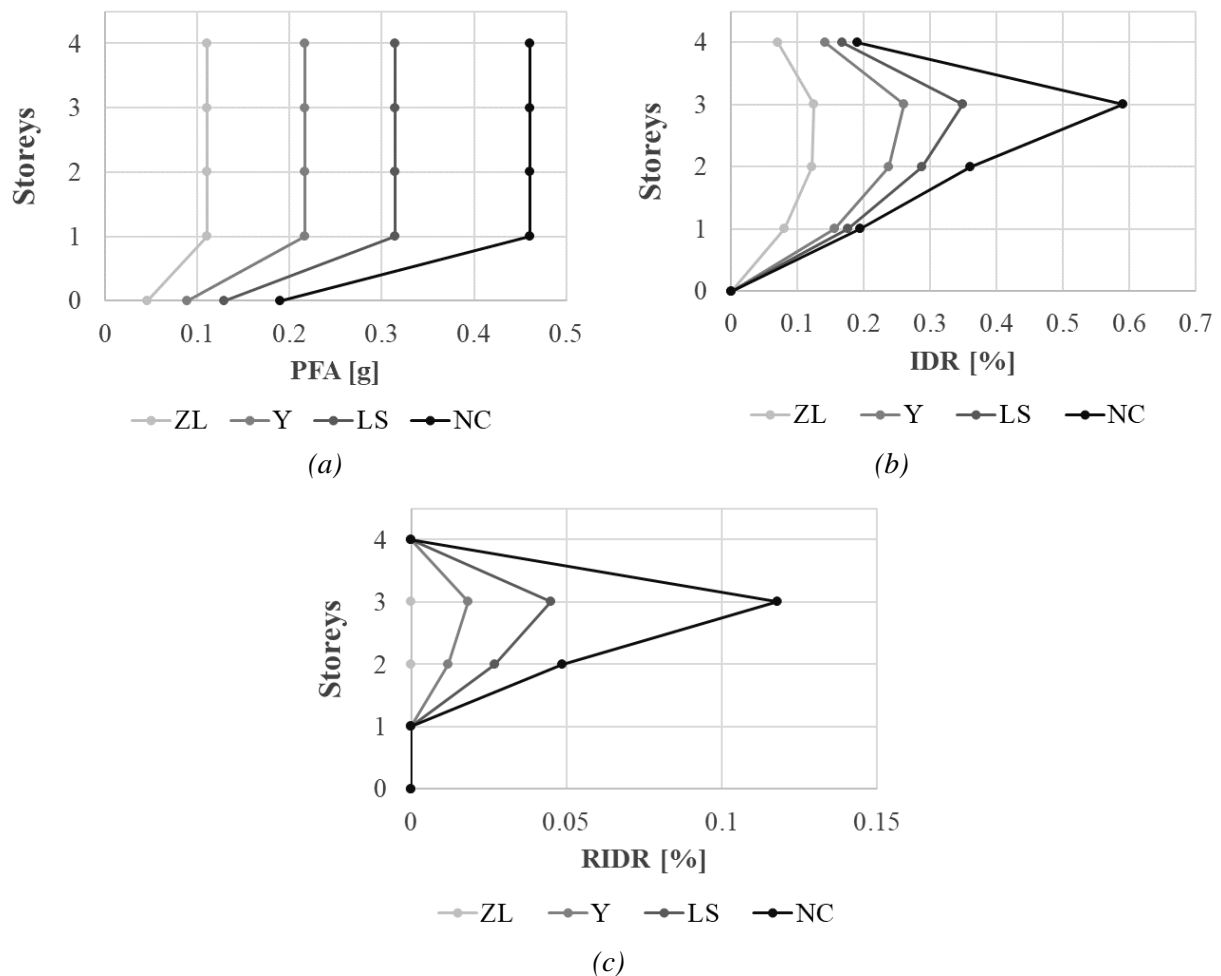 4
3
2
1
0
Storeys
0 0.1 0.2 0.3 0.4 0.5
PFA [g]
ZL Y LS NC
(a)
4
3
2
1
0
Storeys
0 0.1 0.2 0.3 0.4 0.5 0.6 0.7
IDR [%]
ZL Y LS NC
(b)
4
3
2
1
0
Storeys
0 0.05 0.1 0.15
RIDR [%]
ZL Y LS NC
(c)